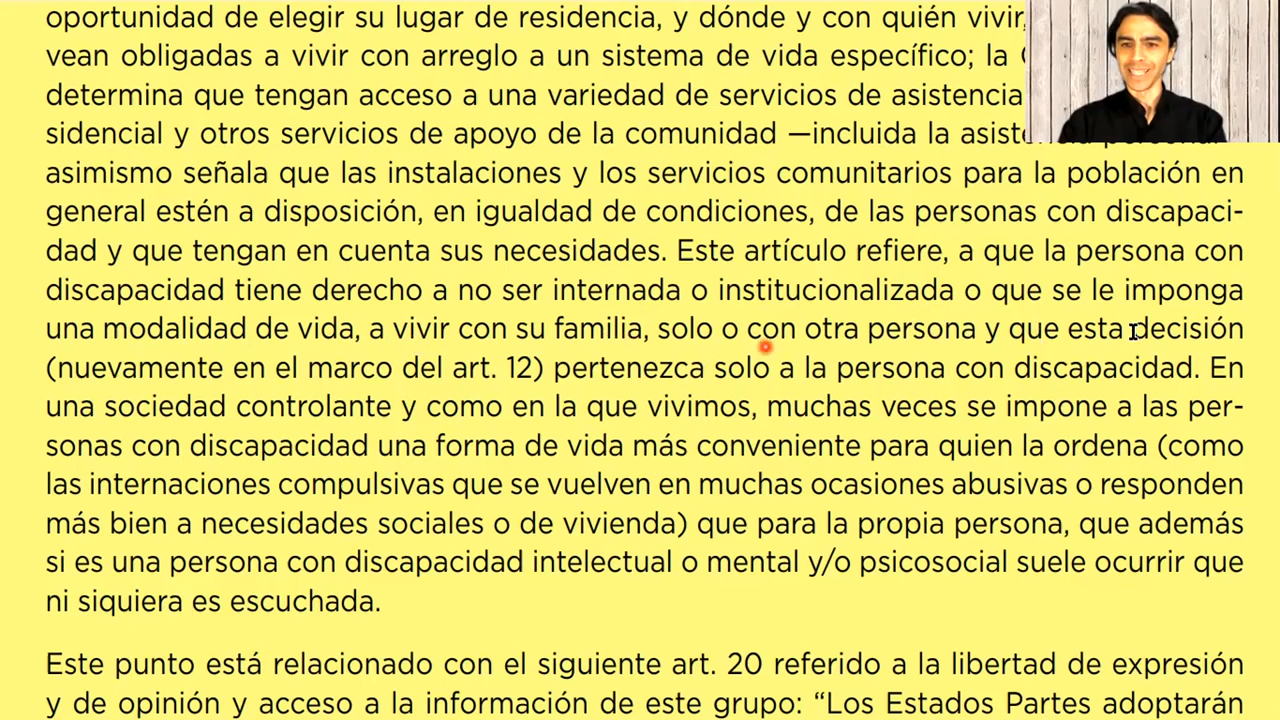 oportunidad de elegir su lugar de residencia, y dónde y con quién vivir,
vean obligadas a vivir con arreglo a un sistema de vida específico; la
determina que tengan acceso a una variedad de servicios de asistencia
sidencial y otros servicios de apoyo de la comunidad —incluida la asistencia personal
asimismo señala que las instalaciones y los servicios comunitarios para la población en
general estén a disposición, en igualdad de condiciones, de las personas con discapaci-
dad y que tengan en cuenta sus necesidades. Este artículo refiere, a que la persona con
discapacidad tiene derecho a no ser internada o institucionalizada o que se le imponga
una modalidad de vida, a vivir con su familia, solo o con otra persona y que esta decisión
(nuevamente en el marco del art. 12) pertenezca solo a la persona con discapacidad. En
una sociedad controlante y como en la que vivimos, muchas veces se impone a las per-
sonas con discapacidad una forma de vida más conveniente para quien la ordena (como
las internaciones compulsivas que se vuelven en muchas ocasiones abusivas o responden
más bien a necesidades sociales o de vivienda) que para la propia persona, que además
si es una persona con discapacidad intelectual o mental y/o psicosocial suele ocurrir que
ni siquiera es escuchada.
Este punto está relacionado con el siguiente art. 20 referido a la libertad de expresión
y de opinión y acceso a la información de este grupo: “Los Estados Partes adoptarán